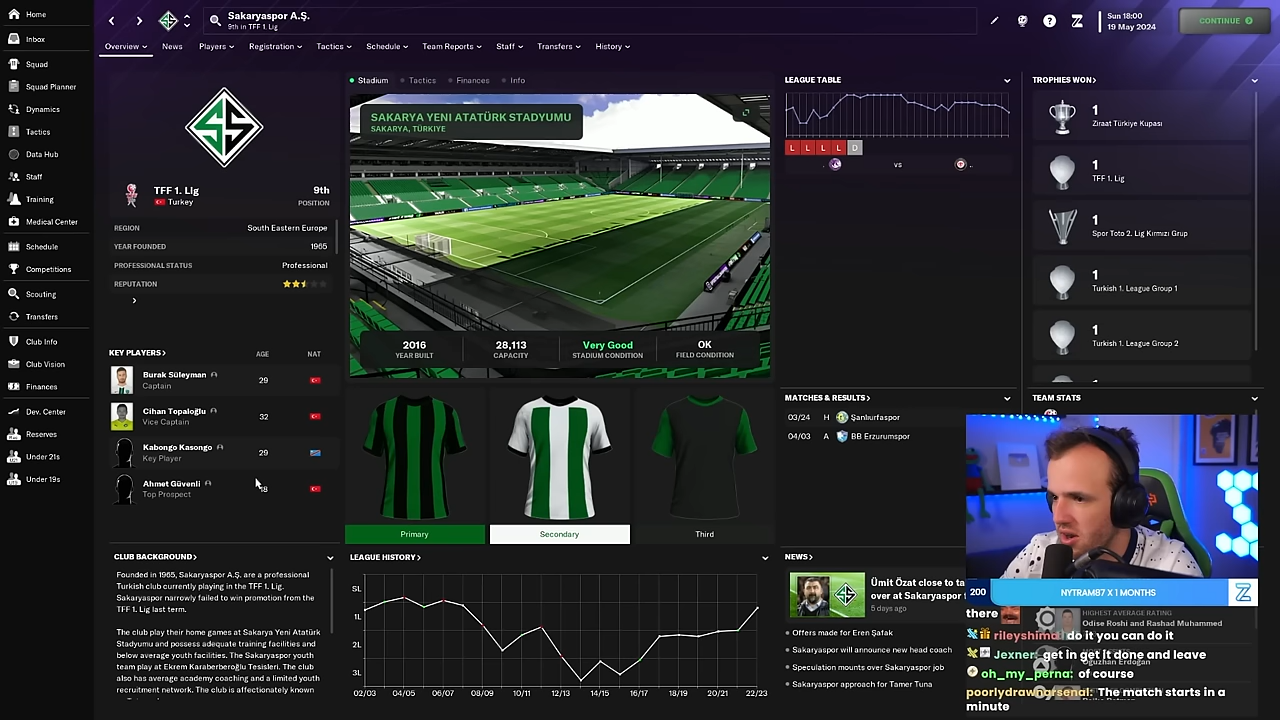 Home
Inbox
Squad
Squad Planner
Dynamics
Tactics
Data Hub
Staff
Training
Medical Center
Schedule
Competitions
Scouting
Transfers
Club Info
Club Vision
Finances
Dev. Center
Reserves
Under 21s
Under 19s
Sakaryaspor A.Ş.
9th in TFF 1. Lig
Sun 18:00
19 May 2024
CONTINUE
Overview
News
Players
Registration
Tactics
Schedule
Team Reports
Staff
Transfers
History
TFF 1. Lig
Turkey
9th
POSITION
REGION South Eastern Europe
YEAR FOUNDED 1965
PROFESSIONAL STATUS Professional
REPUTATION
KEY PLAYERS AGE NAT
Burak Süleyman 29
Captain
Cihan Topaloğlu 32
Vice Captain
Kabongo Kasongo 29
Key Player
Ahmet Güvenli
Top Prospect
CLUB BACKGROUND
Founded in 1965, Sakaryaspor A.Ş. are a professional
Turkish club currently playing in the TFF 1. Lig.
Sakaryaspor narrowly failed to win promotion from the
TFF 1. Lig last term.
The club play their home games at Sakarya Yeni Atatürk
Stadyumu and possess adequate training facilities and
below average youth facilities. The Sakaryaspor youth
team play at Ekrem Karaberberoğlu Tesisleri. The club
also has average academy coaching and a limited youth
recruitment network. The club is affectionately known
Stadium
Tactics
Finances
Info
SAKARYA YENI ATATÜRK STADYUMU
SAKARYA, TÜRKIYE
2016
YEAR BUILT
28,113
CAPACITY
Very Good
STADIUM CONDITION
OK
FIELD CONDITION
Primary
Secondary
Third
LEAGUE HISTORY
SL
1L
2L
3L
02/03 04/05 06/07 08/09 10/11 12/13 14/15 16/17 18/19 20/21 22/23
LEAGUE TABLE
L L L L D
vs
MATCHES & RESULTS
03/24 H Şanlıurfaspor
04/03 A BB Erzurumspor
NEWS
Ümit Özat close to ta
over at Sakaryaspor
5 days ago
Offers made for Eren Şafak
Sakaryaspor will announce new head coach
Speculation mounts over Sakaryaspor job
Sakaryaspor approach for Tamer Tuna
TROPHIES WON
1
Ziraat Türkiye Kupası
1
TFF 1. Lig
1
Spor Toto 2. Lig Kırmızı Grup
1
Turkish 1. League Group 1
1
Turkish 1. League Group 2
TEAM STATS
200 NYTRAM87 X 1 MONTHS
HIGHEST AVERAGE RATING
Odise Roshi and Rashad Muhammed
Oğuzhan Erdoğan
there
rileyshima: do it you can do it
Jexner: get in get it done and leave
oh_my_perna: of course
poorlydrawnarsenal: The match starts in a
minute